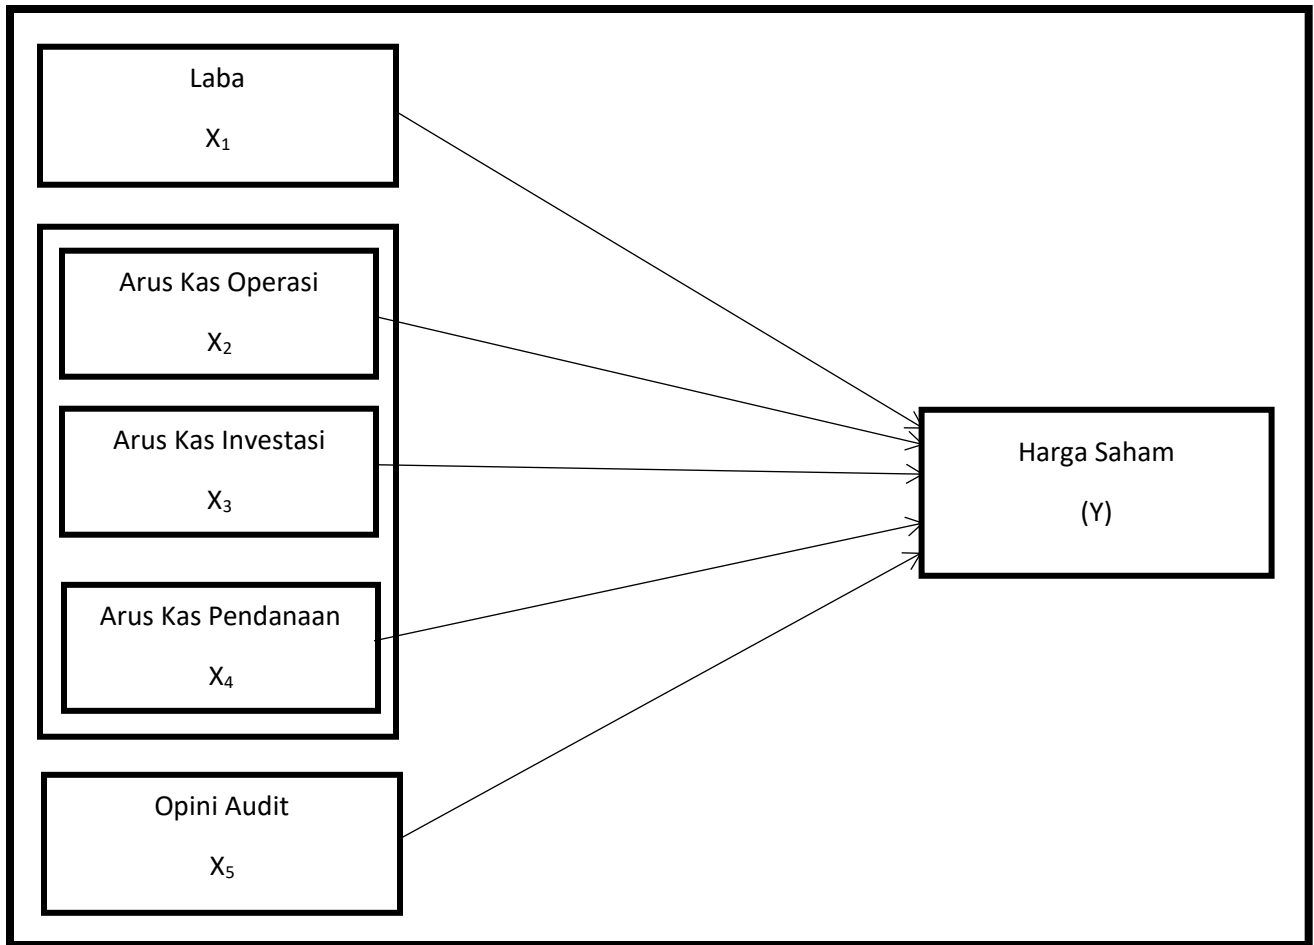 Laba
X₁
Arus Kas Operasi
X₂
Arus Kas Investasi
X₃
Arus Kas Pendanaan
X₄
Opini Audit
X₅
Harga Saham
(Y)